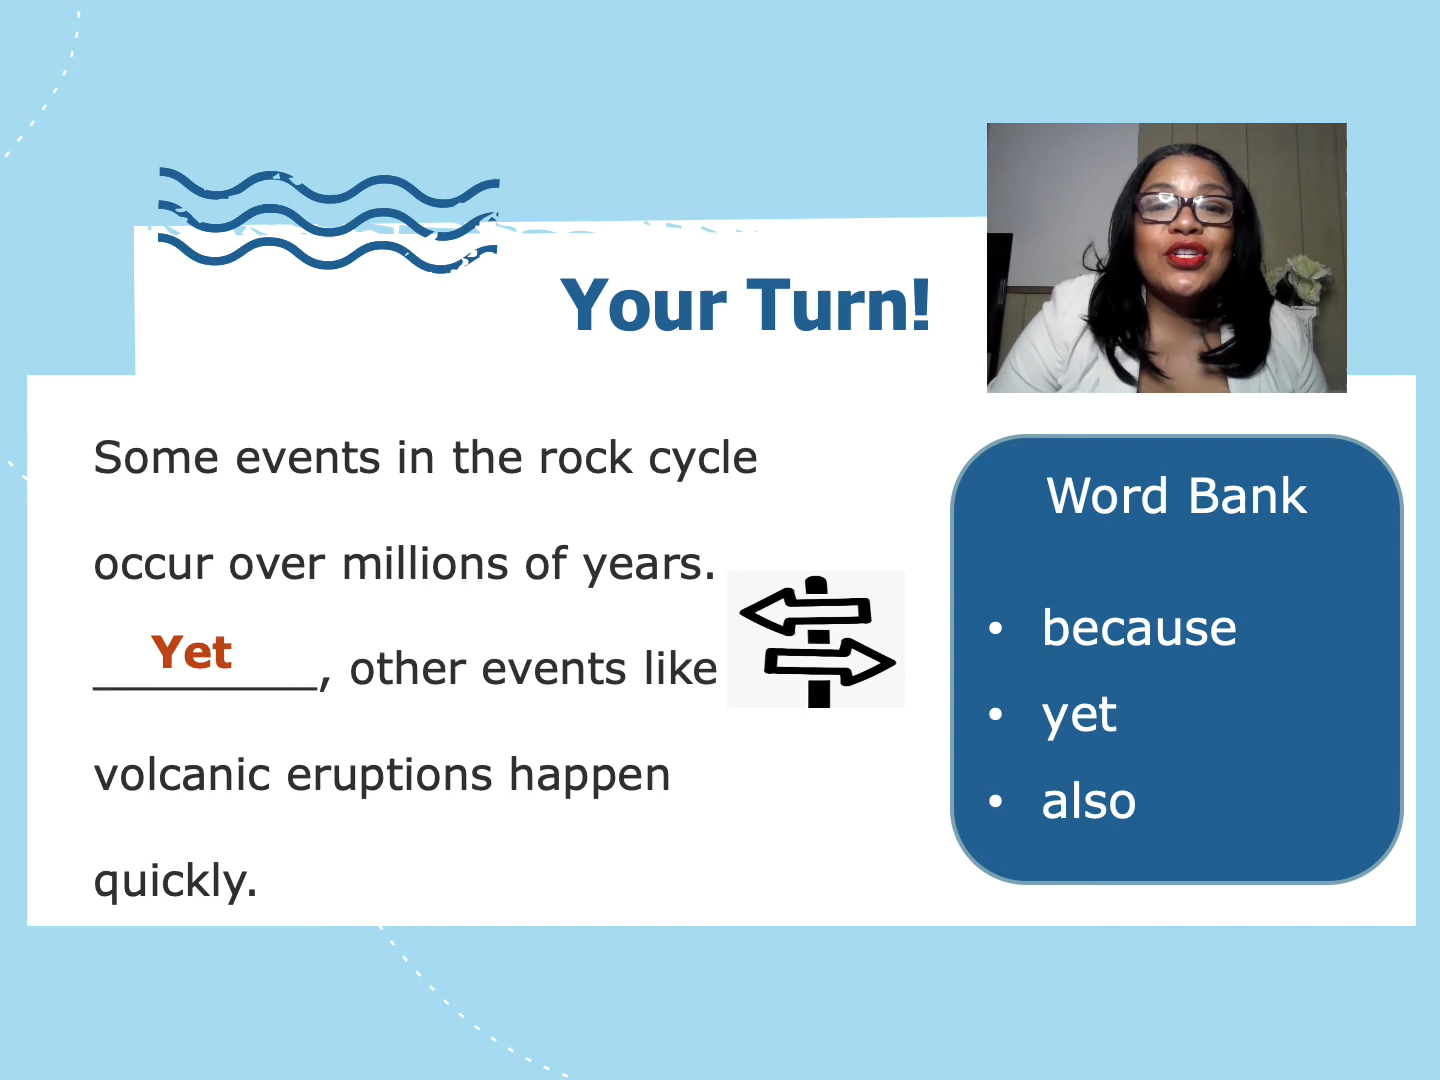 Your Turn!
Some events in the rock cycle
occur over millions of years.
Yet, other events like
volcanic eruptions happen
quickly.
Word Bank
• because
• yet
• also